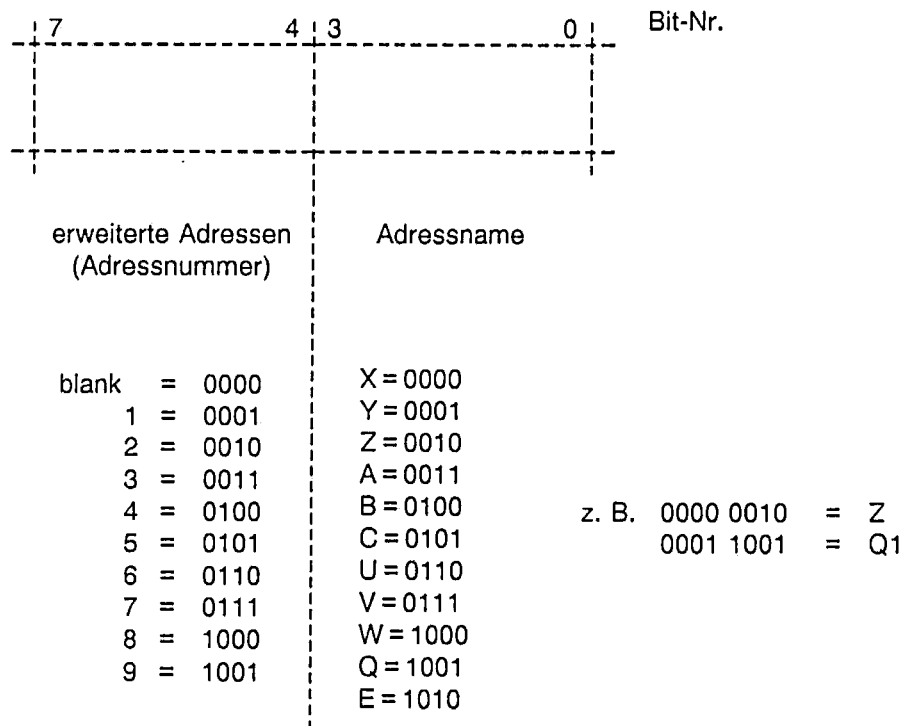 7 4 3 0 Bit-Nr.
erweiterte Adressen
(Adressnummer)
Adressname
blank = 0000
1 = 0001
2 = 0010
3 = 0011
4 = 0100
5 = 0101
6 = 0110
7 = 0111
8 = 1000
9 = 1001
X = 0000
Y = 0001
Z = 0010
A = 0011
B = 0100
C = 0101
U = 0110
V = 0111
W = 1000
Q = 1001
E = 1010
z. B. 0000 0010 = Z
0001 1001 = Q1